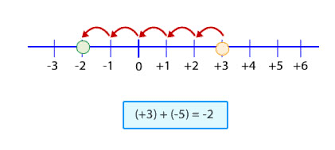 -3 -2 -1 0 +1 +2 +3 +4 +5 +6
(+3) + (-5) = -2